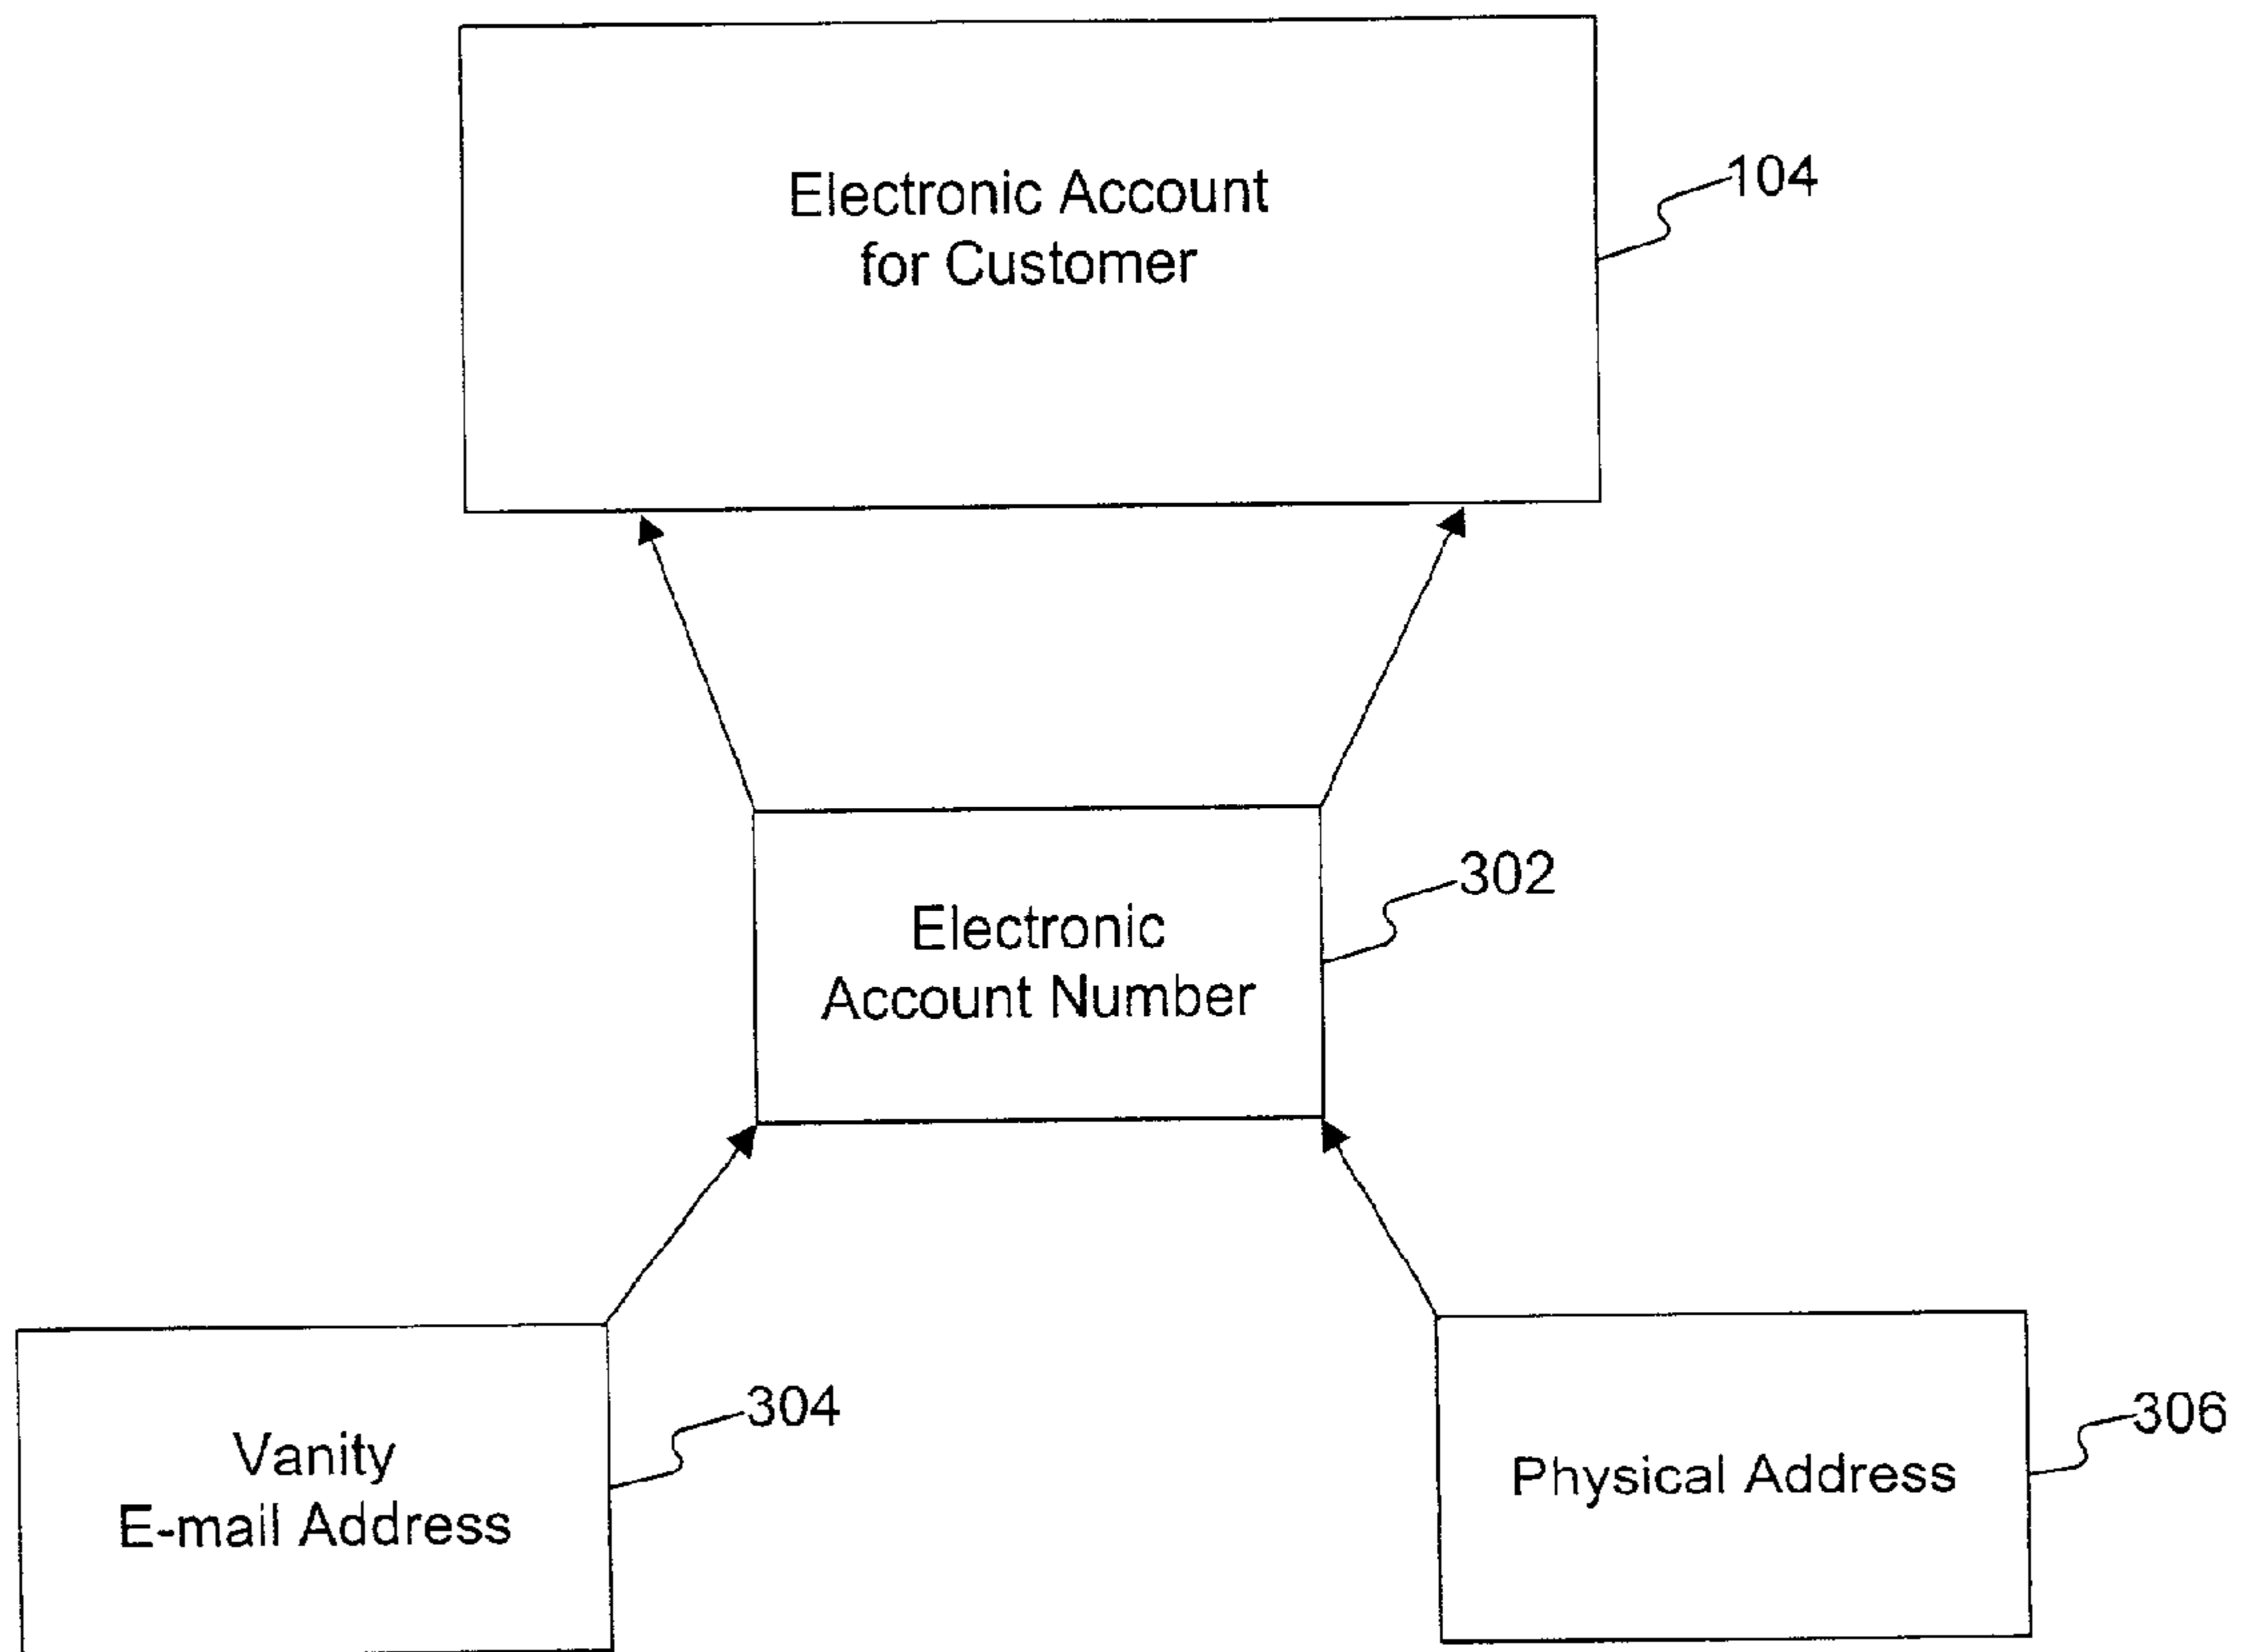 Electronic Account
for Customer
104
Electronic
Account Number
302
Vanity
E-mail Address
304
Physical Address
306